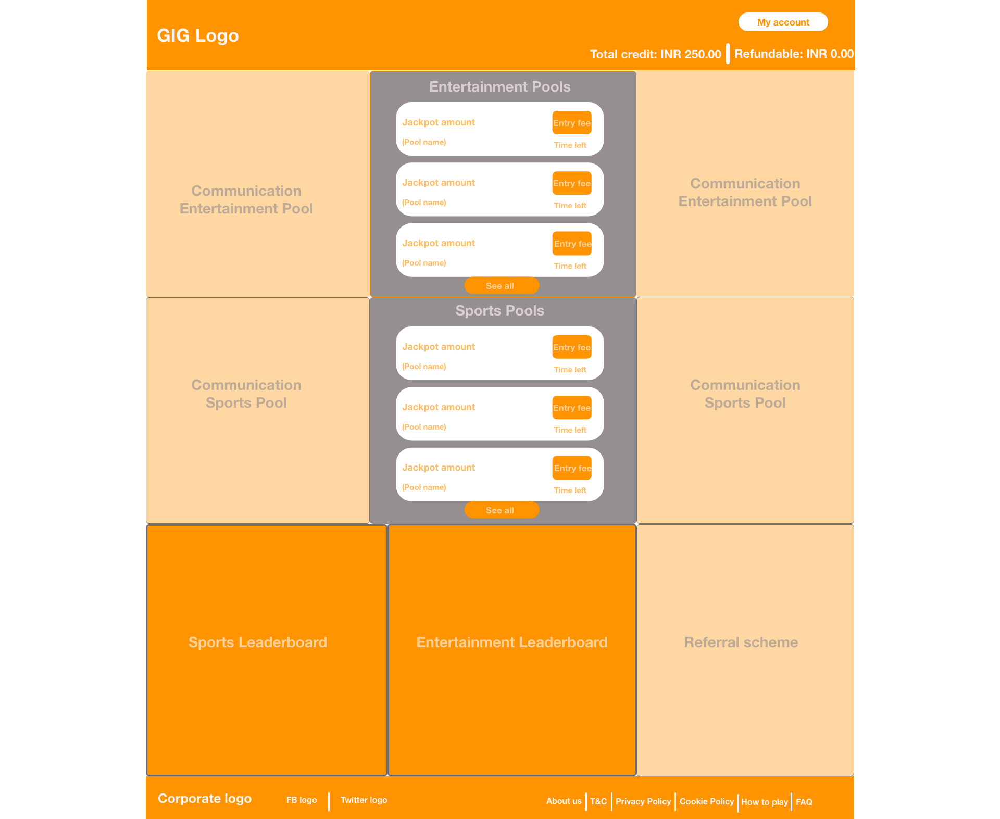 GIG Logo
My account
Total credit: INR 250.00
Refundable: INR 0.00
Communication
Entertainment Pool
Entertainment Pools
Jackpot amount
Entry fee
(Pool name)
Time left
Jackpot amount
Entry fee
(Pool name)
Time left
Jackpot amount
Entry fee
(Pool name)
Time left
See all
Communication
Entertainment Pool
Communication
Sports Pool
Sports Pools
Jackpot amount
Entry fee
(Pool name)
Time left
Jackpot amount
Entry fee
(Pool name)
Time left
Jackpot amount
Entry fee
(Pool name)
Time left
See all
Communication
Sports Pool
Sports Leaderboard
Entertainment Leaderboard
Referral scheme
Corporate logo
FB logo
Twitter logo
About us
T&C
Privacy Policy
Cookie Policy
How to play
FAQ